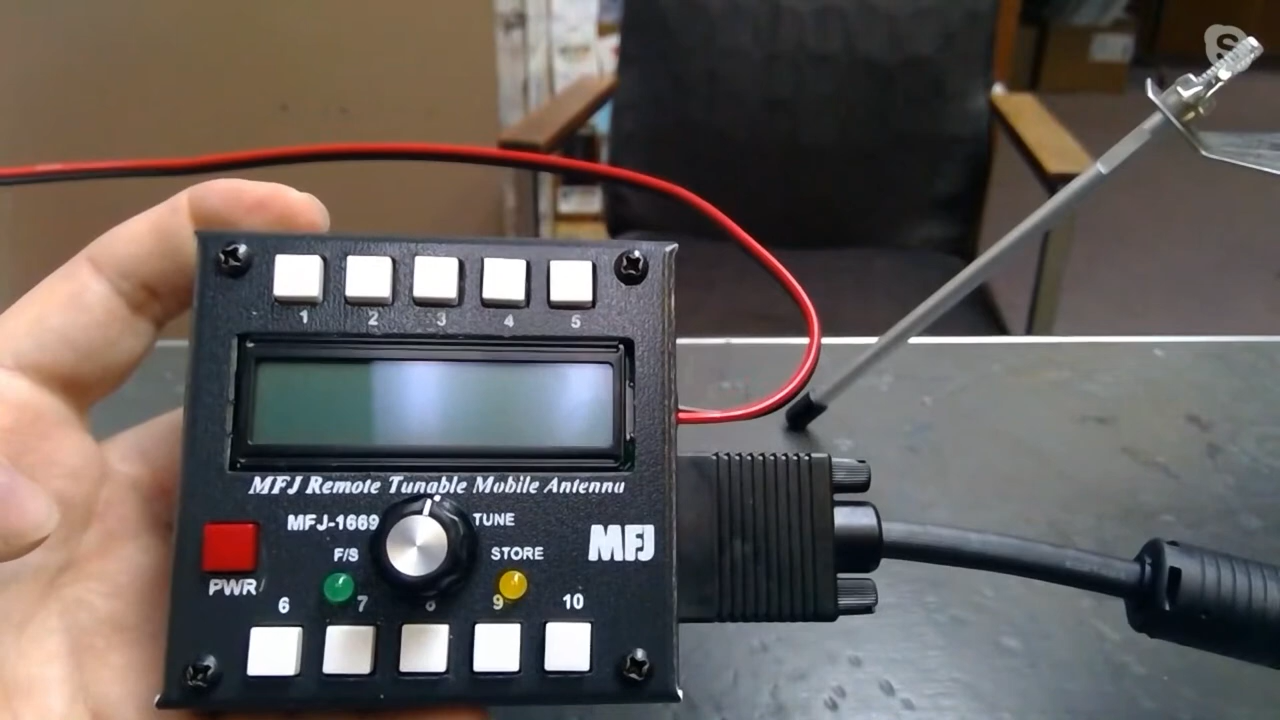 1 2 3 4 5
MFJ Remote Tunable Mobile Antenna
MFJ-1669 TUNE
F/S STORE MFJ
PWR
6 7 8 9 10
S